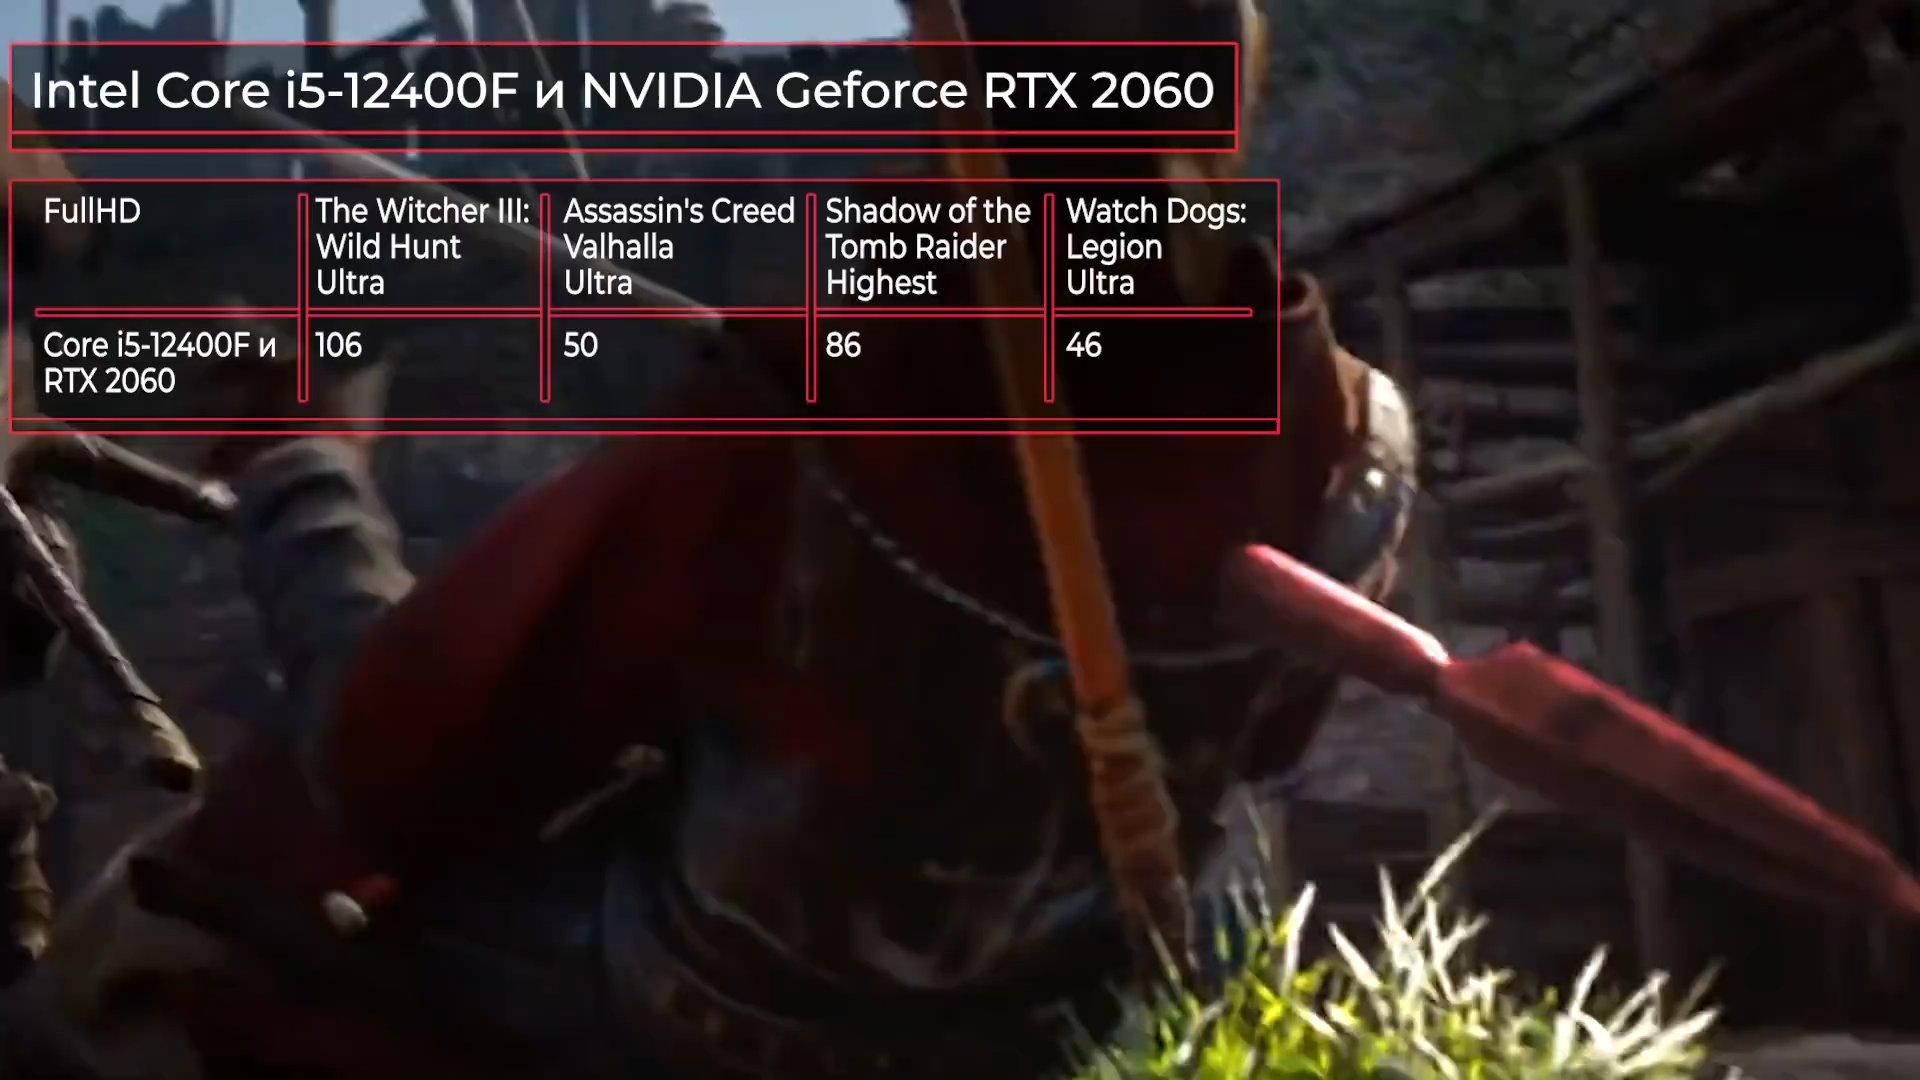 Intel Core i5-12400F и NVIDIA Geforce RTX 2060
FullHD
The Witcher III:
Wild Hunt
Ultra
Assassin's Creed
Valhalla
Ultra
Shadow of the
Tomb Raider
Highest
Watch Dogs:
Legion
Ultra
Core i5-12400F и
RTX 2060
106
50
86
46